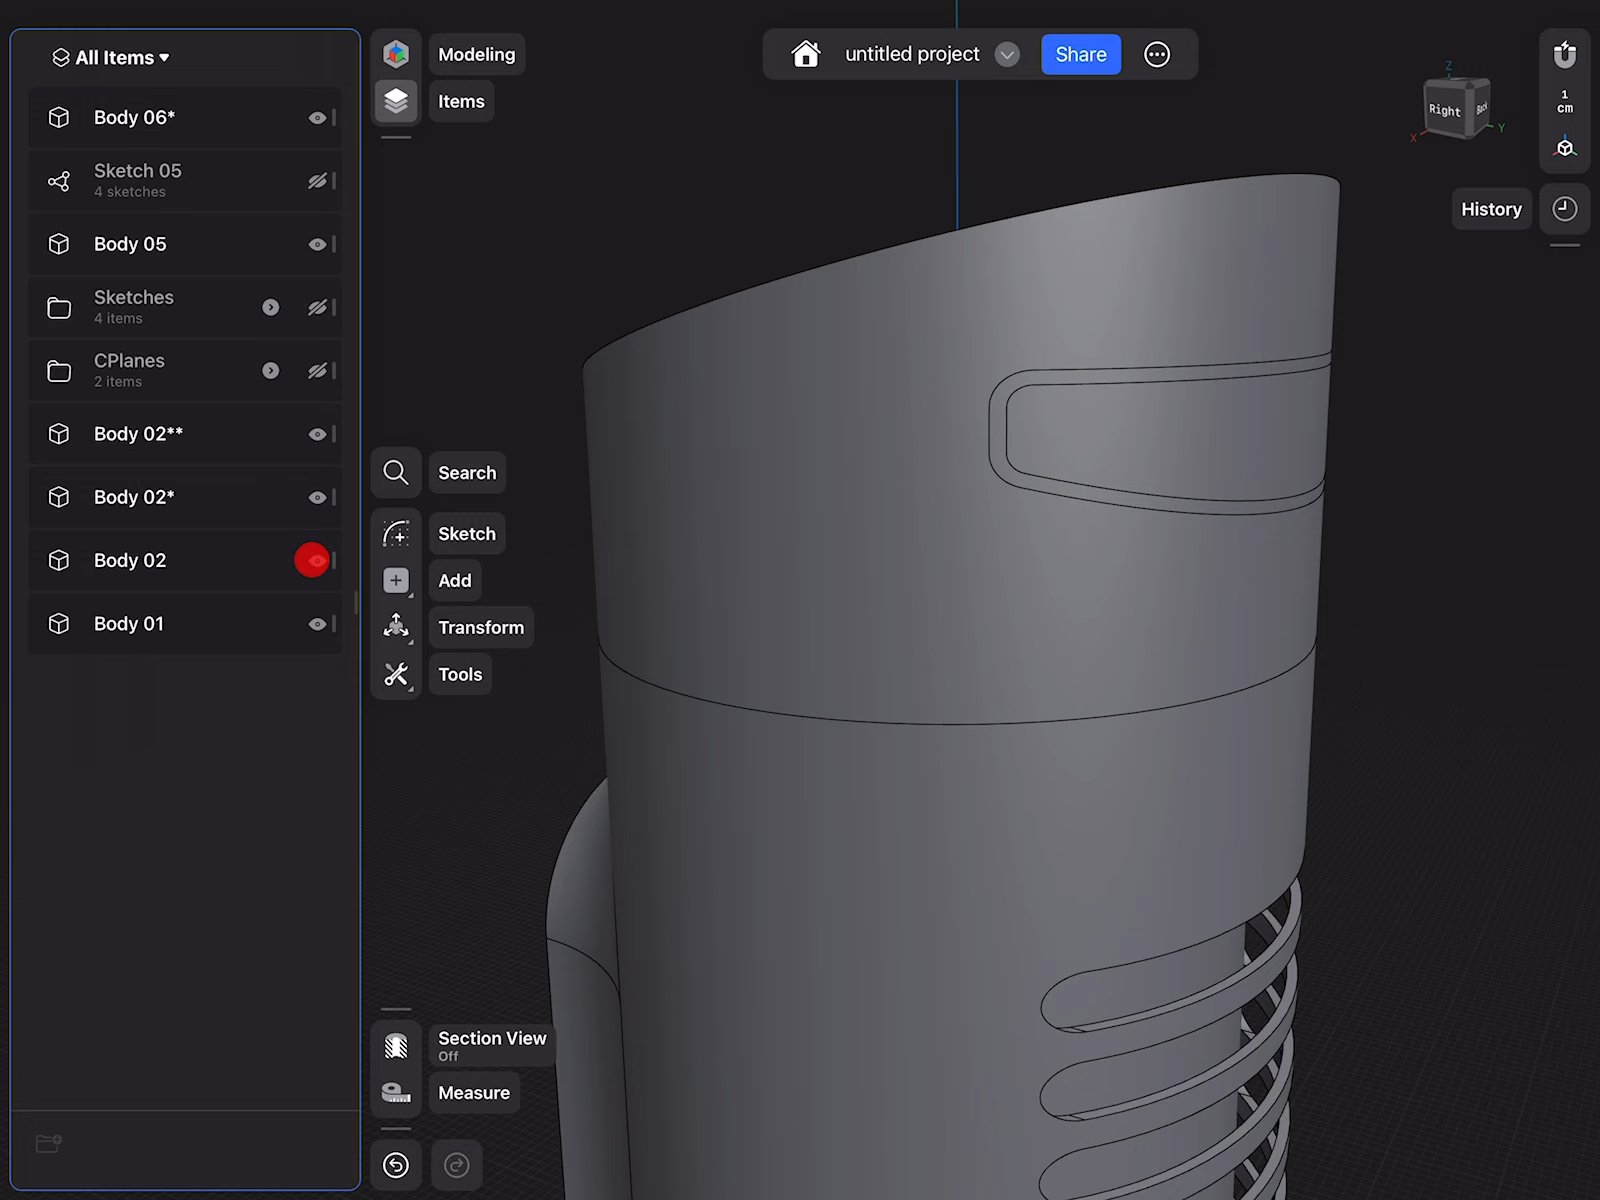 All Items
Body 06*
Sketch 05
4 sketches
Body 05
Sketches
4 items
CPlanes
2 items
Body 02**
Body 02*
Body 02
Body 01
Modeling
Items
Search
Sketch
Add
Transform
Tools
Section View
Off
Measure
untitled project
Share
Z
Right
Back
X
Y
1
cm
History